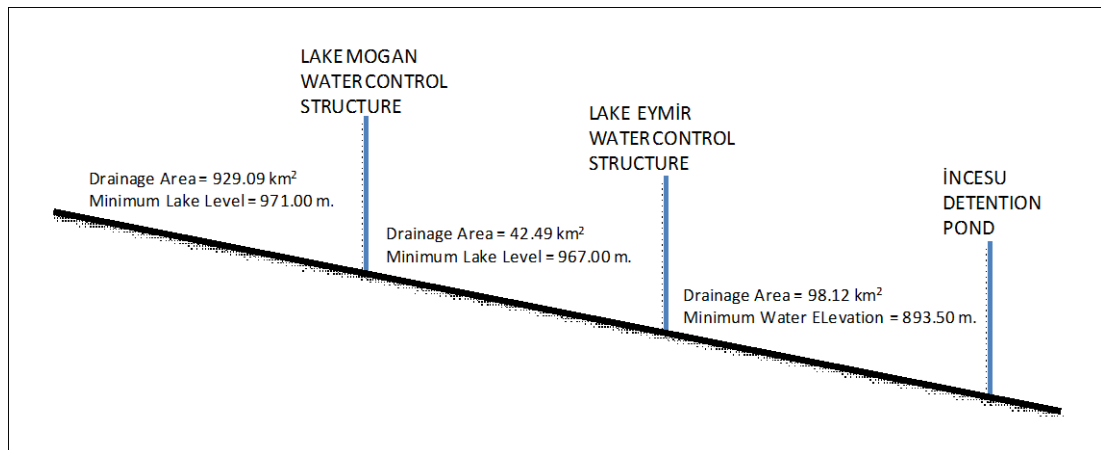 LAKE MOGAN
WATER CONTROL
STRUCTURE
Drainage Area = 929.09 km²
Minimum Lake Level = 971.00 m.
LAKE EYMİR
WATER CONTROL
STRUCTURE
Drainage Area = 42.49 km²
Minimum Lake Level = 967.00 m.
İNCESU
DETENTION
POND
Drainage Area = 98.12 km²
Minimum Water ELevation = 893.50 m.